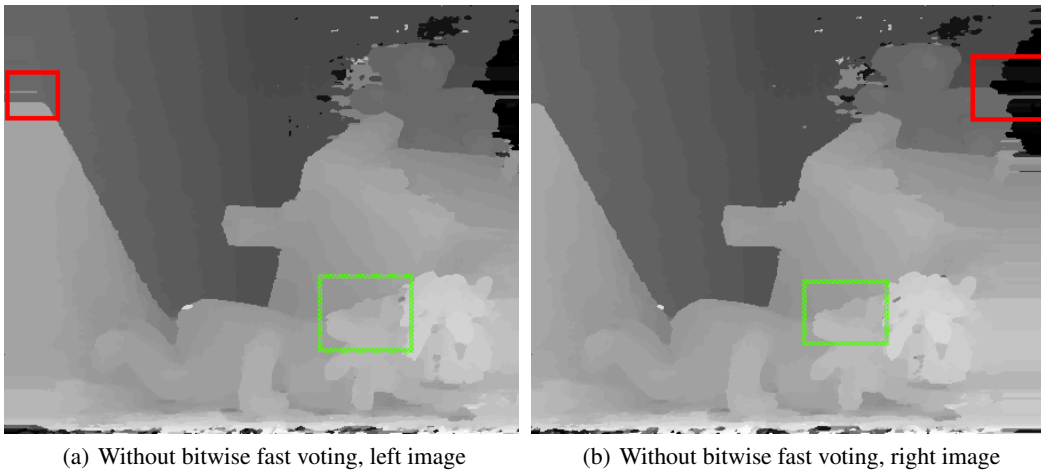 (a) Without bitwise fast voting, left image
(b) Without bitwise fast voting, right image